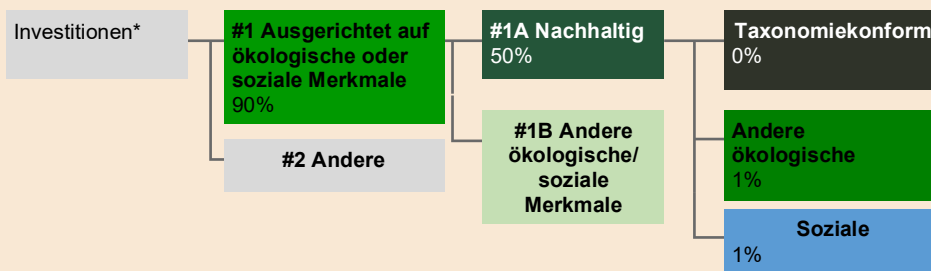 Investitionen*
#1 Ausgerichtet auf
ökologische oder
soziale Merkmale
90%
#2 Andere
#1A Nachhaltig
50%
#1B Andere
ökologische/
soziale
Merkmale
Taxonomiekonform
0%
Andere
ökologische
1%
Soziale
1%